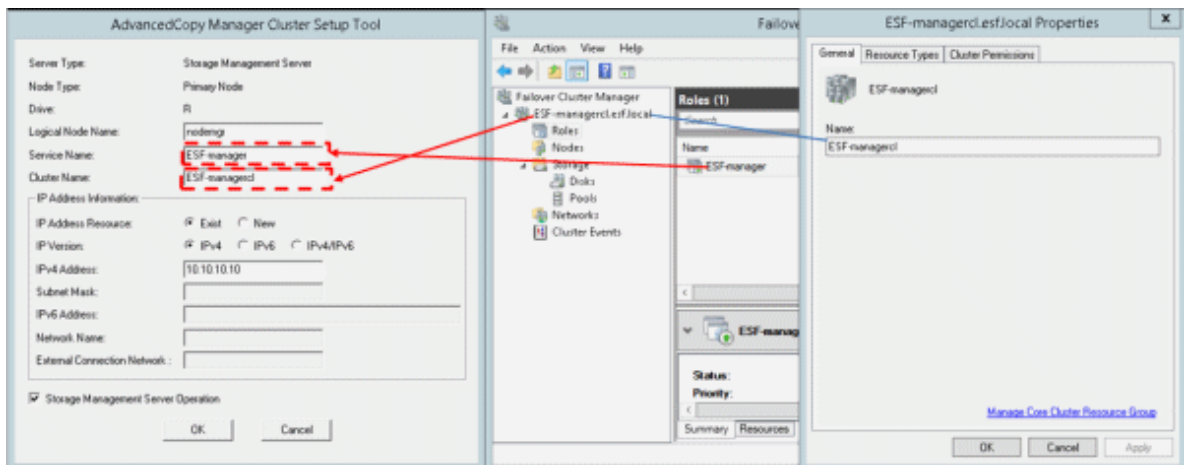 AdvancedCopy Manager Cluster Setup Tool
Server Type: Storage Management Server
Node Type: Primary Node
Drive: R
Logical Node Name: nodemgr
Service Name: ESF-manager
Cluster Name: ESF-managercl
IP Address Information:
IP Address Resource: Exist New
IP Version: IPv4 IPv6 IPv4/IPv6
IPv4 Address: 10.10.10.10
Subnet Mask:
IPv6 Address:
Network Name:
External Connection Network :
Storage Management Server Operation
OK Cancel
Failove
File Action View Help
Failover Cluster Manager
ESF-managercl.esf.local
Roles
Nodes
Storage
Disks
Pools
Networks
Cluster Events
Roles (1)
Search
Name
ESF-manager
ESF-manag
Status:
Priority:
Summary Resources
ESF-managercl.esf.local Properties
General Resource Types Cluster Permissions
ESF-managercl
Name:
ESF-managercl
Manage Core Cluster Resource Group
OK Cancel Apply